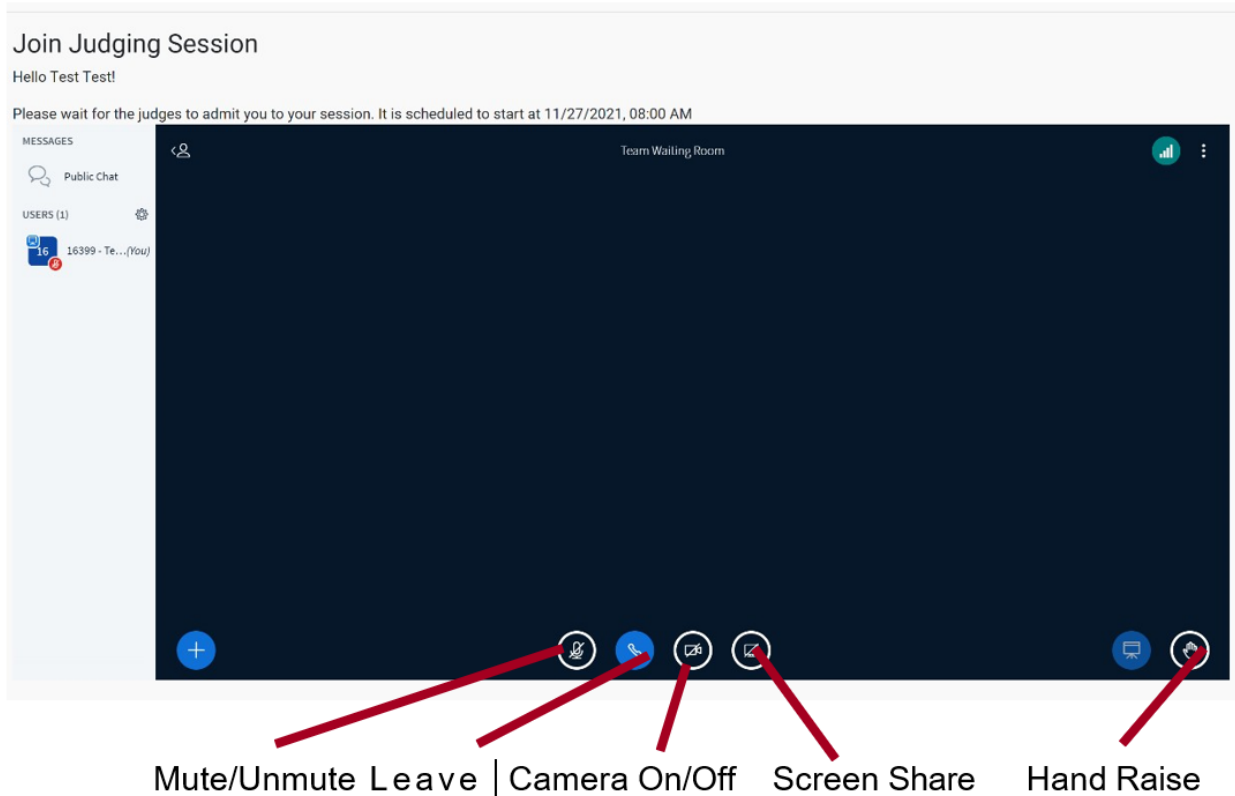 Join Judging Session
Hello Test Test!
Please wait for the judges to admit you to your session. It is scheduled to start at 11/27/2021, 08:00 AM
MESSAGES
Public Chat
USERS (1)
16
16399 - Te...(You)
Team Waiting Room
Mute/Unmute Leave | Camera On/Off Screen Share Hand Raise